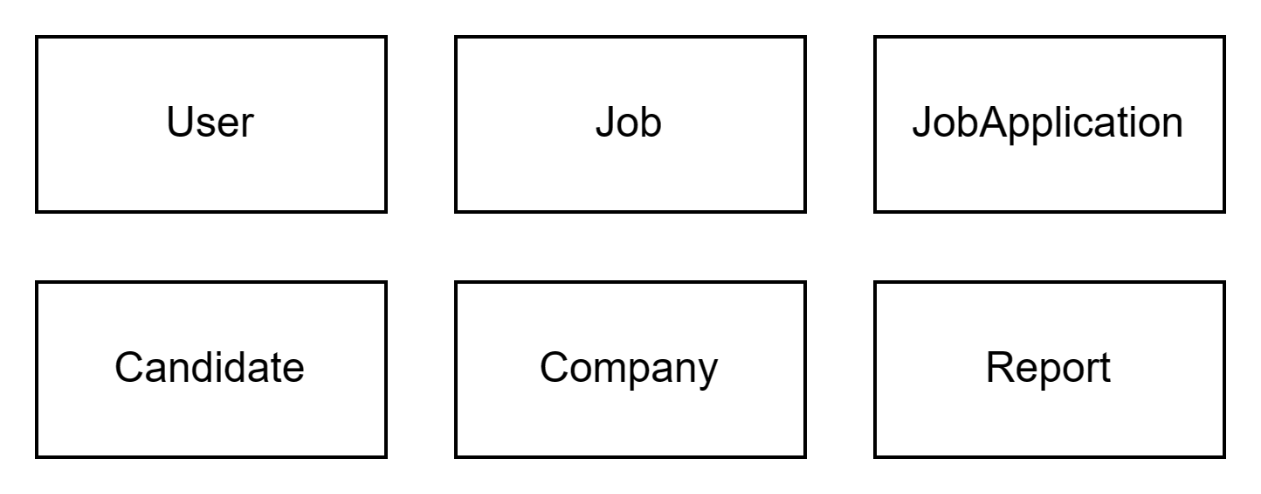 User
Job
JobApplication
Candidate
Company
Report